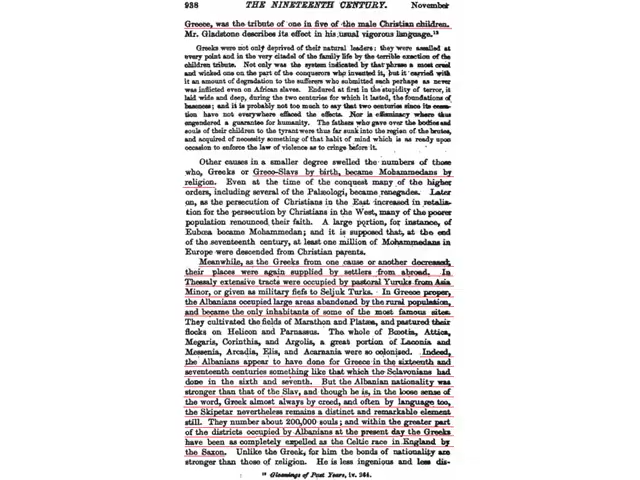 938 THE NINETEENTH CENTURY. November
Greece, was the tribute of one in five of the male Christian children.
Mr. Gladstone describes its effect in his usual vigorous language.¹³
Greeks were not only deprived of their natural leaders: they were assailed at
every point and in the very citadel of the family life by the terrible exaction of the
children tribute. Not only was the system indicated by that phrase a most cruel
and wicked one on the part of the conquerors who invented it, but it carried with
it an amount of degradation to the sufferers who submitted each perhaps as never
was inflicted even on African slaves. Endured at first in the stupidity of terror, it
laid wide and deep, during the two centuries for which it lasted, the foundations of
baseness; and it is probably not too much to say that two centuries since its cessa-
tion have not everywhere effaced the effects. Nor is effeminacy where thus
engendered a guarantee for humanity. The fathers who gave over the bodies and
souls of their children to the tyrant were thus far sunk into the region of the brutes,
and acquired of necessity something of that habit of mind which is as ready upon
occasion to enforce the law of violence as to cringe before it.
Other causes in a smaller degree swelled the numbers of those
who, Greeks or Greco-Slavs by birth, became Mohammedans by
religion. Even at the time of the conquest many of the higher
orders, including several of the Palæologi, became renegades. Later
on, as the persecution of Christians in the East increased in retalia-
tion for the persecution by Christians in the West, many of the poorer
population renounced their faith. A large portion, for instance, of
Eubœa became Mohammedan; and it is supposed that, at the end
of the seventeenth century, at least one million of Mohammedans in
Europe were descended from Christian parents.
Meanwhile, as the Greeks from one cause or another decreased,
their places were again supplied by settlers from abroad. In
Thessaly extensive tracts were occupied by pastoral Yuruks from Asia
Minor, or given as military fiefs to Seljuk Turks. In Greece proper,
the Albanians occupied large areas abandoned by the rural population,
and became the only inhabitants of some of the most famous sites.
They cultivated the fields of Marathon and Platæa, and pastured their
flocks on Helicon and Parnassus. The whole of Bœotia, Attica,
Megaris, Corinthia, and Argolis, a great portion of Laconia and
Messenia, Arcadia, Elis, and Acarnania were so colonised. Indeed,
the Albanians appear to have done for Greece in the sixteenth and
seventeenth centuries something like that which the Sclavonians had
done in the sixth and seventh. But the Albanian nationality was
stronger than that of the Slav, and though he is, in the loose sense of
the word, Greek almost always by creed, and often by language too,
the Skipetar nevertheless remains a distinct and remarkable element
still. They number about 200,000 souls; and within the greater part
of the districts occupied by Albanians at the present day the Greeks
have been as completely expelled as the Celtic race in England by
the Saxon. Unlike the Greek, for him the bonds of nationality are
stronger than those of religion. He is less ingenious and less dis-
¹³ Gleanings of Past Years, iv. 344.